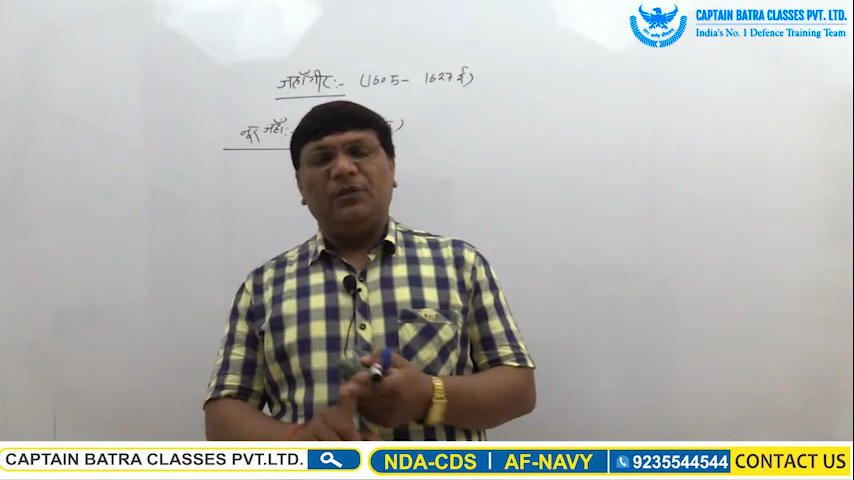 CAPTAIN BATRA CLASSES PVT. LTD.
India's No. 1 Defence Training Team
जहाँगीर:- (1605 - 1627 ई)
नूर जहाँ:-
CAPTAIN BATRA CLASSES PVT.LTD.
NDA-CDS | AF-NAVY
9235544544
CONTACT US